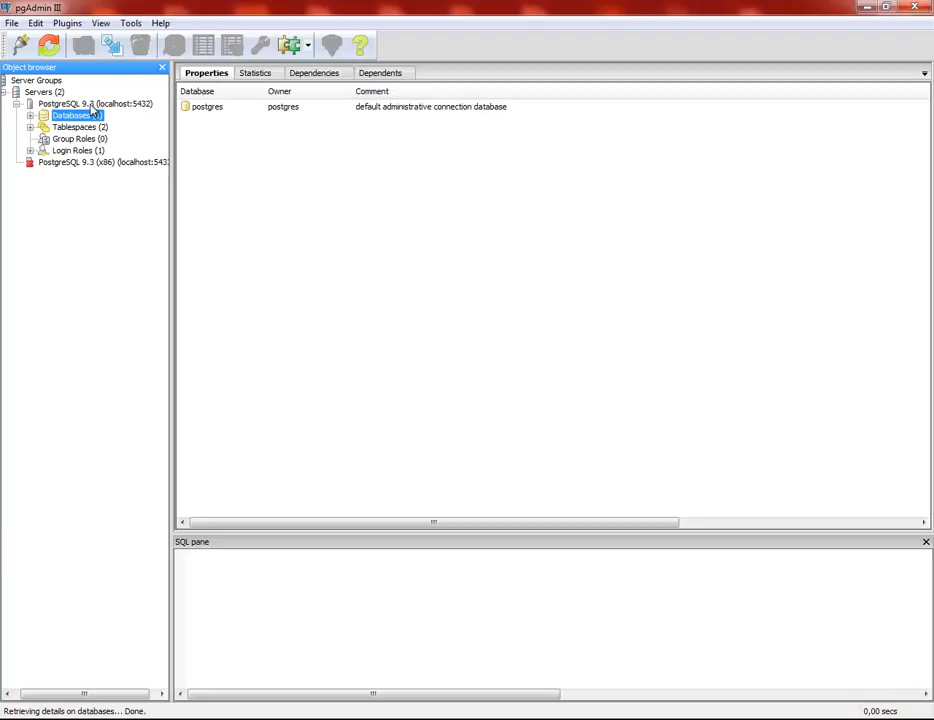 pgAdmin III
File Edit Plugins View Tools Help
Object browser
Server Groups
Servers (2)
PostgreSQL 9.3 (localhost:5432)
Databases
Tablespaces (2)
Group Roles (0)
Login Roles (1)
PostgreSQL 9.3 (x86) (localhost:543
Properties Statistics Dependencies Dependents
Database Owner Comment
postgres postgres default administrative connection database
SQL pane
Retrieving details on databases... Done. 0,00 secs